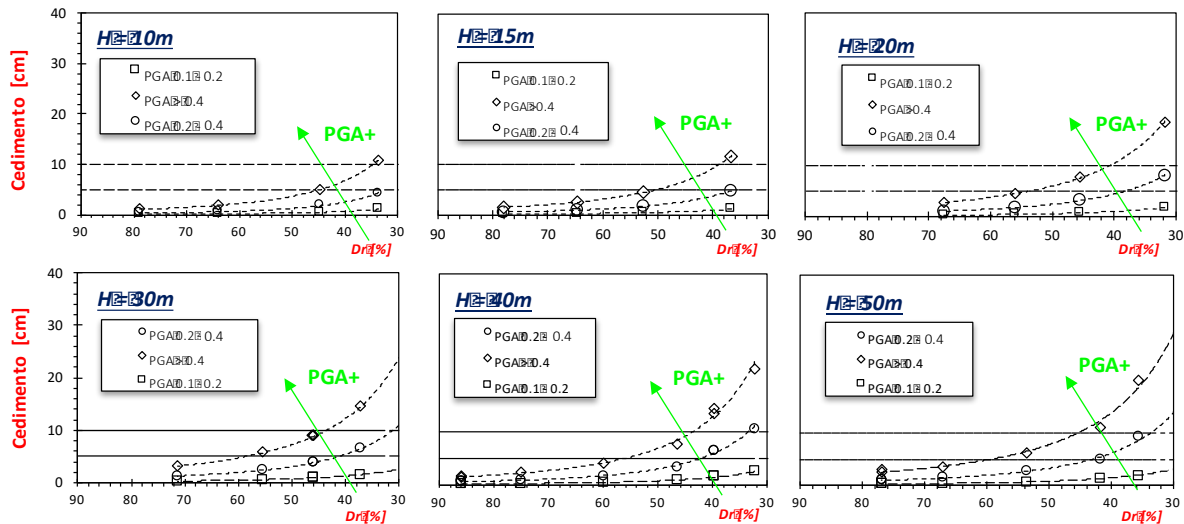 Cedimento [cm]
40
30
20
10
0
H = 10m
PGA 0.1 - 0.2
PGA > 0.4
PGA 0.2 - 0.4
PGA+
90 80 70 60 50 40 30
Dr [%]
H = 15m
PGA 0.1 - 0.2
PGA > 0.4
PGA 0.2 - 0.4
PGA+
90 80 70 60 50 40 30
Dr [%]
H = 20m
PGA 0.1 - 0.2
PGA > 0.4
PGA 0.2 - 0.4
PGA+
90 80 70 60 50 40 30
Dr [%]
Cedimento [cm]
40
30
20
10
0
H = 30m
PGA 0.2 - 0.4
PGA > 0.4
PGA 0.1 - 0.2
PGA+
90 80 70 60 50 40 30
Dr [%]
H = 40m
PGA 0.2 - 0.4
PGA > 0.4
PGA 0.1 - 0.2
PGA+
90 80 70 60 50 40 30
Dr [%]
H = 50m
PGA 0.2 - 0.4
PGA > 0.4
PGA 0.1 - 0.2
PGA+
90 80 70 60 50 40 30
Dr [%]